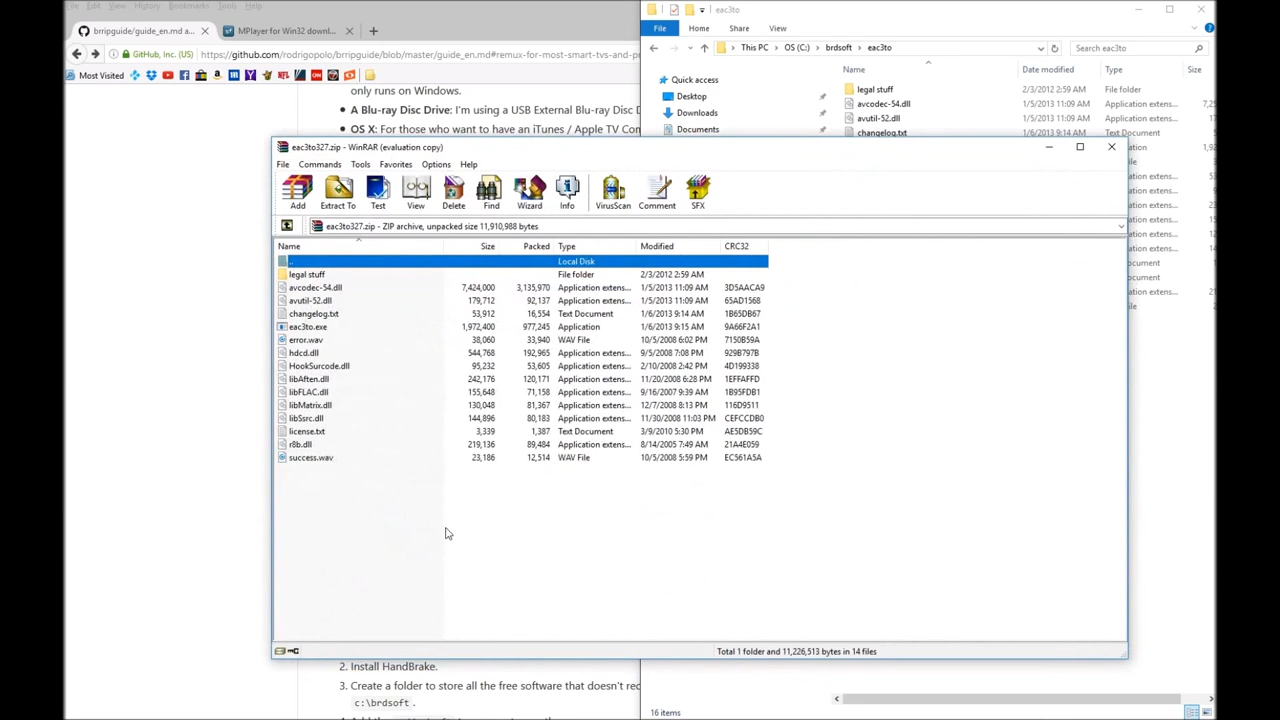 File Edit View History Bookmarks Tools Help
brripguide/guide_en.md a... × MPlayer for Win32 downl... × +
GitHub, Inc. (US) https://github.com/rodrigopolo/brripguide/blob/master/guide_en.md#remux-for-most-smart-tvs-and-p
Most Visited
only runs on Windows.
• A Blu-ray Disc Drive: I'm using a USB External Blu-ray Disc D
• OS X: For those who want to have an iTunes / Apple TV Com
eac3to
File Home Share View
This PC > OS (C:) > brdsoft > eac3to
Search eac3to
Name Date modified Type Size
Quick access
Desktop
Downloads
Documents
legal stuff 2/3/2012 2:59 AM File folder
avcodec-54.dll 1/5/2013 11:09 AM Application extens... 7,25
avutil-52.dll 1/5/2013 11:09 AM Application extens...
changelog.txt 1/6/2013 9:14 AM Text Document
eac3to327.zip - WinRAR (evaluation copy)
File Commands Tools Favorites Options Help
Add Extract To Test View Delete Find Wizard Info VirusScan Comment SFX
eac3to327.zip - ZIP archive, unpacked size 11,910,988 bytes
Name Size Packed Type Modified CRC32
.. Local Disk
legal stuff File folder 2/3/2012 2:59 AM
avcodec-54.dll 7,424,000 3,135,970 Application extens... 1/5/2013 11:09 AM 3D5AACA9
avutil-52.dll 179,712 92,137 Application extens... 1/5/2013 11:09 AM 65AD1568
changelog.txt 53,912 16,554 Text Document 1/6/2013 9:14 AM 1B65DB67
eac3to.exe 1,972,400 977,245 Application 1/6/2013 9:15 AM 9A66F2A1
error.wav 38,060 33,940 WAV File 10/5/2008 6:02 PM 7150B59A
hdcd.dll 544,768 192,965 Application extens... 9/5/2008 7:08 PM 929B797B
HookSurcode.dll 95,232 53,605 Application extens... 2/10/2008 2:42 PM 4D199338
libAften.dll 242,176 120,171 Application extens... 11/20/2008 6:28 PM 1EFFAFFD
libFLAC.dll 155,648 71,158 Application extens... 9/16/2007 9:39 AM 1B95FDB1
libMatrix.dll 130,048 81,367 Application extens... 12/7/2008 8:13 PM 116D9511
libSsrc.dll 144,896 80,183 Application extens... 11/30/2008 11:03 PM CEFCCDB0
license.txt 3,339 1,387 Text Document 3/9/2010 5:30 PM AE5DB59C
r8b.dll 219,136 89,484 Application extens... 8/14/2005 7:49 AM 21A4E059
success.wav 23,186 12,514 WAV File 10/5/2008 5:59 PM EC561A5A
Total 1 folder and 11,226,513 bytes in 14 files
2. Install HandBrake.
3. Create a folder to store all the free software that doesn't rec
c:\brdsoft .
16 items